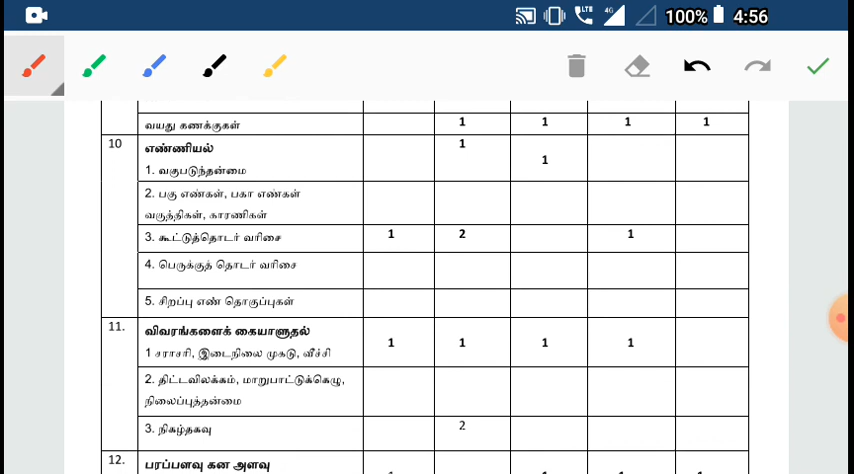 LTE 4G 100% 4:56
வயது கணக்குகள் 1 1 1 1
10 எண்ணியல் 1
1. வகுபடுந்தன்மை 1
2. பகு எண்கள், பகா எண்கள்
வகுத்திகள், காரணிகள்
3. கூட்டுத்தொடர் வரிசை 1 2 1
4. பெருக்குத் தொடர் வரிசை
5. சிறப்பு எண் தொகுப்புகள்
11. விவரங்களைக் கையாளுதல்
1 சராசரி, இடைநிலை முகடு, வீச்சி 1 1 1 1
2. திட்டவிலக்கம், மாறுபாட்டுக்கெழு,
நிலைப்புத்தன்மை
3. நிகழ்தகவு 2
12. பரப்பளவு கன அளவு